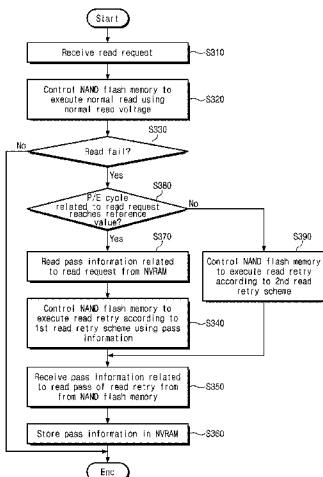 Start
Receive read request
S310
Control NAND flash memory to
execute normal read using
normal read voltage
S320
S330
No
Read fail?
Yes
S380
P/E cycle
related to read request
reaches reference
value?
No
Yes
S370
S390
Read pass information related
to read request from NVRAM
Control NAND flash memory
to execute read retry
according to 2nd read
retry scheme
Control NAND flash memory to
execute read retry according to
1st read retry scheme using pass
information
S340
Receive pass information related
to read pass of read retry from
from NAND flash memory
S350
Store pass information in NVRAM
S360
End